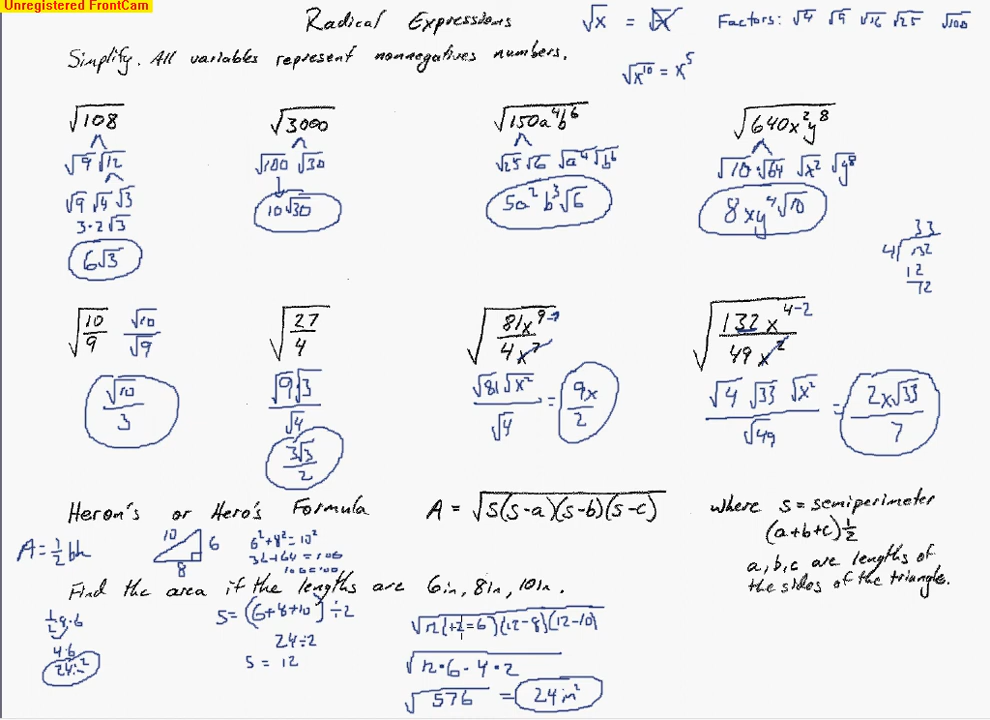 Unregistered FrontCam
Radical Expressions √x² = x Factors: √4 √9 √16 √25 √100
Simplify. All variables represent nonnegatives numbers.
√x¹⁰ = x⁵
√108 √3000 √150a⁴b⁶ √640x²y⁸
√9 √12 √100 √30 √25 √6 √a⁴ √b⁶ √10 · √64 √x² √y⁸
√9 √4 √3 10√30 5a²b³√6 8xy⁴√10
3·2√3
6√3
33
4 132
12
12
√10/9 √10/√9 √27/4 √81x⁹⁻⁷/4x⁷ √132x⁴⁻²/49x²
√10/3 √9√3/√4 √81√x²/√4 = 9x/2 √4 √33 √x²/√49 = 2x√33/7
3√3/2
Heron's or Hero's Formula A = √s(s-a)(s-b)(s-c) where s = semiperimeter
(a+b+c)½
A = ½bh 10 6 8 6²+8²=10²
36+64=100
100=100
a, b, c are lengths of
the sides of the triangle.
Find the area if the lengths are 6in, 8in, 10in.
½8·6 s = (6+8+10)÷2 √12(12-6)(12-8)(12-10)
4·6 24÷2 √12·6·4·2
24in² s = 12 √576 = 24in²